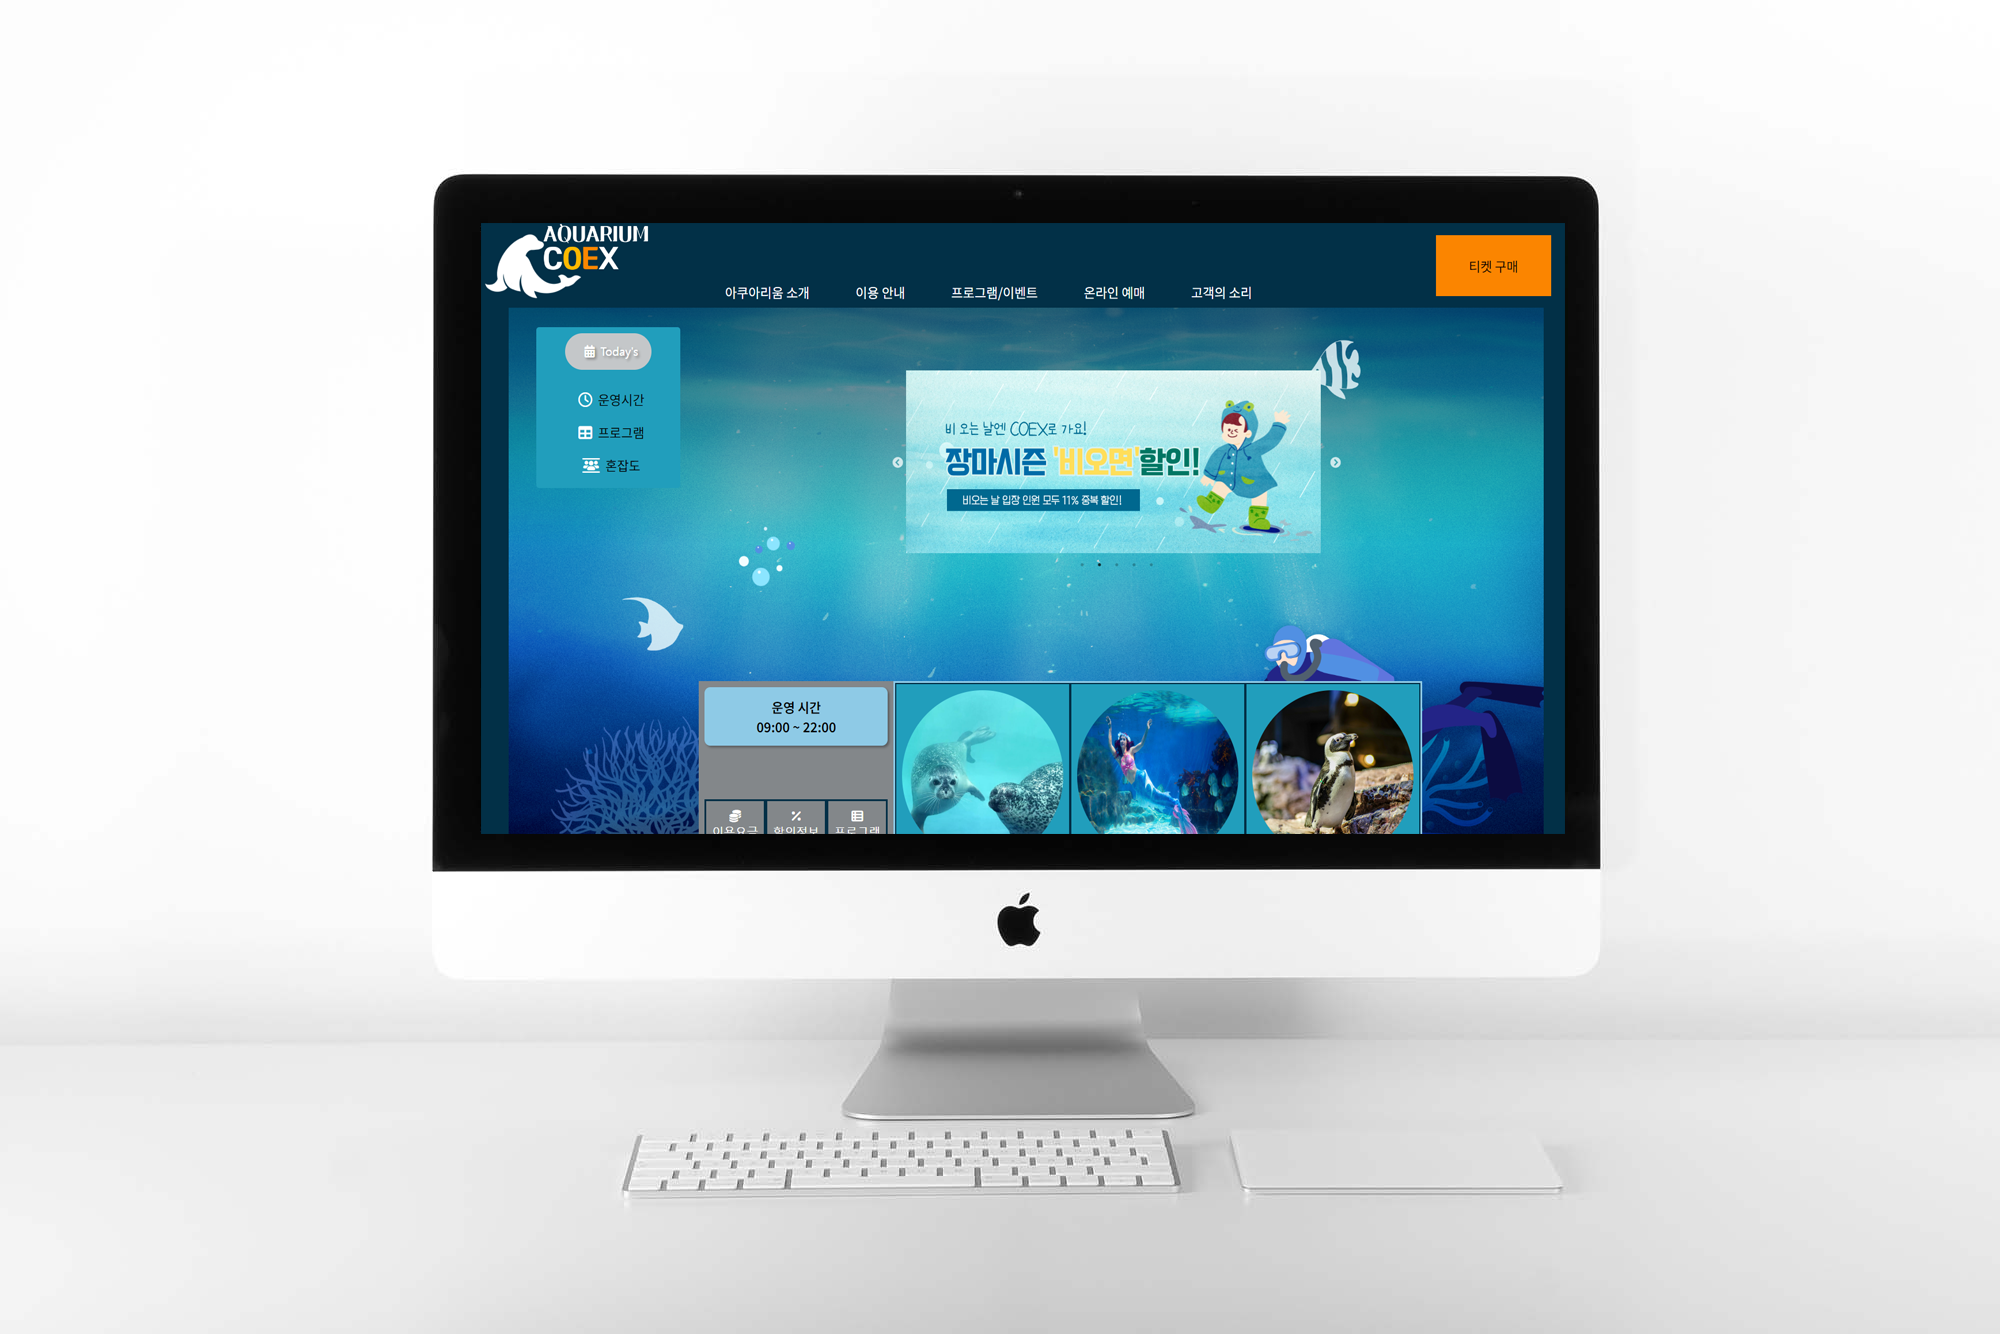 AQUARIUM
COEX
티켓 구매
아쿠아리움 소개 이용 안내 프로그램/이벤트 온라인 예매 고객의 소리
Today's
운영시간
프로그램
혼잡도
비 오는 날엔 COEX로 가요!
장마시즌 '비오면'할인!
비오는 날 입장 인원 모두 11% 중복 할인!
운영 시간
09:00 ~ 22:00
이용요금 할인정보 프로그램